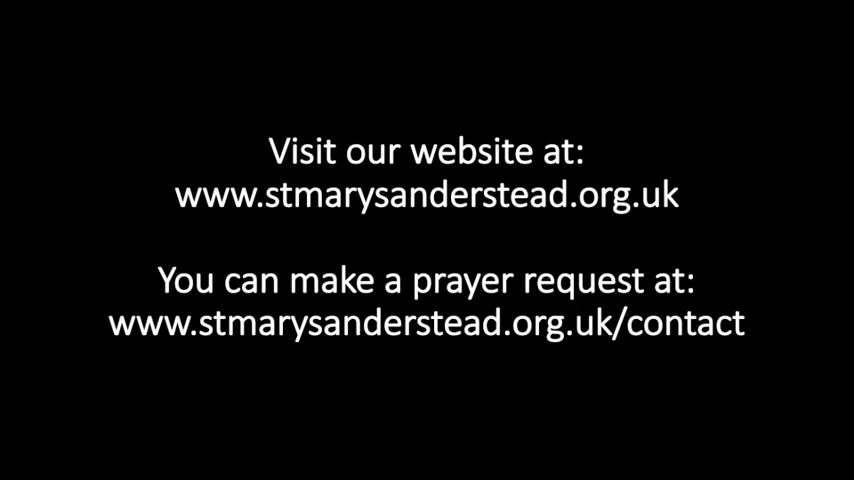 Visit our website at:
www.stmarysanderstead.org.uk
You can make a prayer request at:
www.stmarysanderstead.org.uk/contact